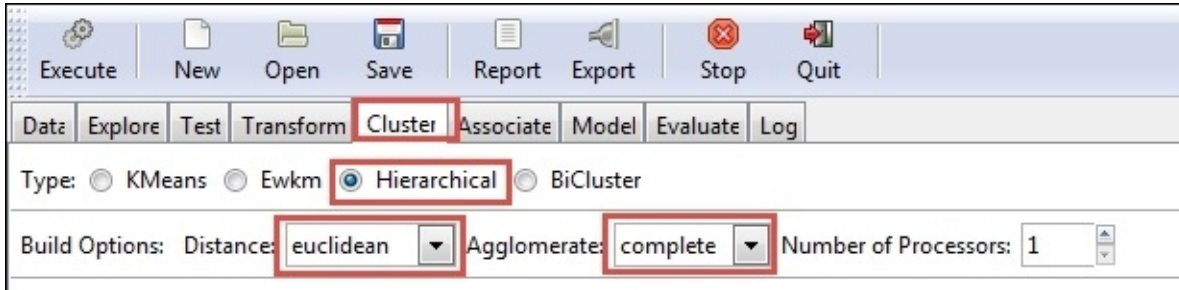 Execute New Open Save Report Export Stop Quit
Data Explore Test Transform Cluster Associate Model Evaluate Log
Type: KMeans Ewkm Hierarchical BiCluster
Build Options: Distance: euclidean Agglomerate: complete Number of Processors: 1